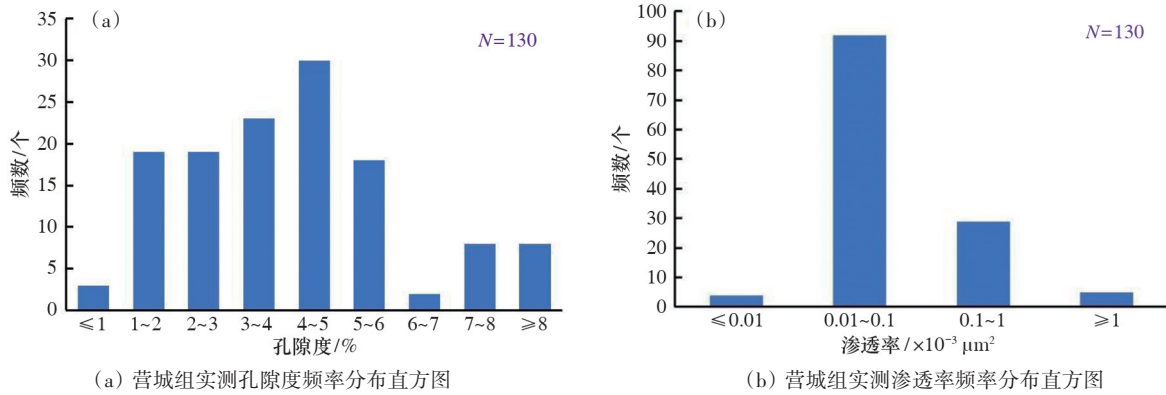 (a)
N=130
35
30
25
20
15
10
5
0
频数/个
≤1 1~2 2~3 3~4 4~5 5~6 6~7 7~8 ≥8
孔隙度/%
(a) 营城组实测孔隙度频率分布直方图
(b)
N=130
100
90
80
70
60
50
40
30
20
10
0
频数/个
≤0.01 0.01~0.1 0.1~1 ≥1
渗透率/×10⁻³ μm²
(b) 营城组实测渗透率频率分布直方图